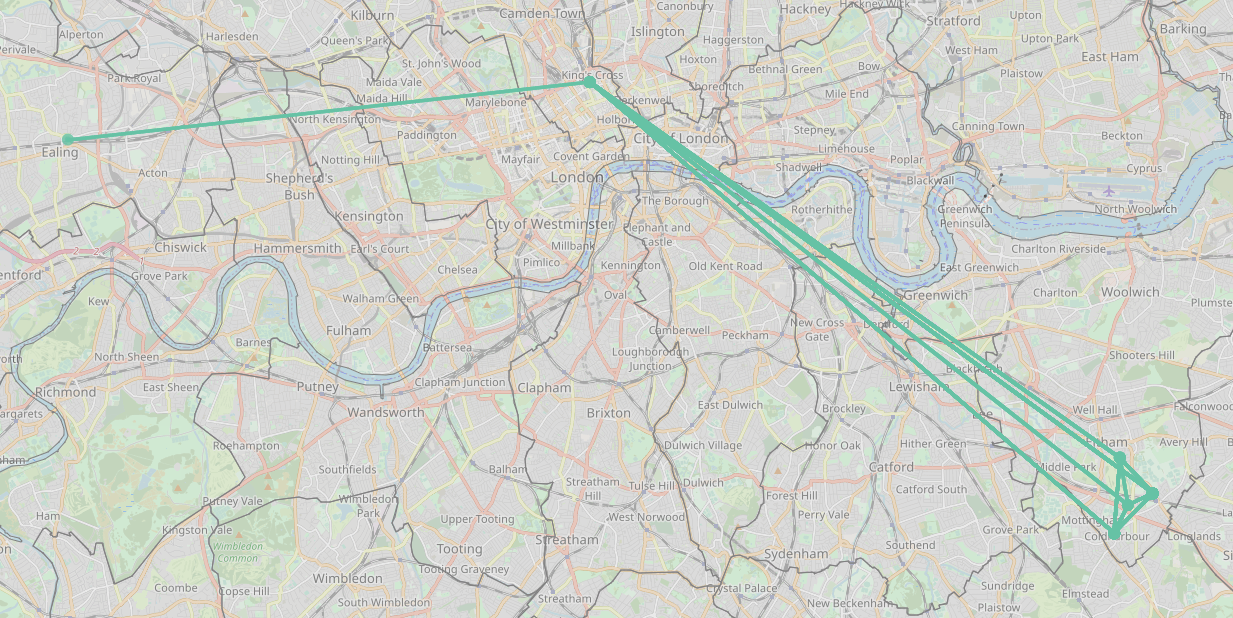 Kilburn
Camden Town
Canonbury
Hackney
Hackney Wick
Stratford
Upton
Barking
Alperton
Harlesden
Queen's Park
Islington
Haggerston
Upton Park
West Ham
East Ham
Perivale
Park Royal
St. John's Wood
King's Cross
Hoxton
Bethnal Green
Bow
Plaistow
Maida Vale
Maida Hill
Marylebone
Shoreditch
Mile End
North Kensington
Paddington
Holborn
City of London
Stepney
Canning Town
Beckton
Ealing
Acton
Notting Hill
Mayfair
Covent Garden
Limehouse
Poplar
Shepherd's
Bush
London
Shadwell
Blackwall
Cyprus
Kensington
City of Westminster
The Borough
Rotherhithe
Greenwich
Peninsula
North Woolwich
Elephant and
Castle
Chiswick
Hammersmith
Earl's Court
Millbank
Charlton Riverside
Grove Park
Chelsea
Pimlico
Kennington
Old Kent Road
East Greenwich
Kew
Walham Green
Oval
Greenwich
Charlton
Woolwich
Fulham
Camberwell
Peckham
New Cross
Gate
Deptford
Barnes
Battersea
Loughborough
Junction
North Sheen
Shooters Hill
Blackheath
Richmond
East Sheen
Putney
Clapham Junction
Clapham
Lewisham
Wandsworth
Brixton
East Dulwich
Brockley
Lee
Well Hall
Falconwood
Roehampton
Dulwich Village
Honor Oak
Hither Green
Eltham
Avery Hill
Southfields
Balham
Streatham
Hill
Tulse Hill
Dulwich
Forest Hill
Catford
Catford South
Middle Park
Putney Vale
Wimbledon
Park
Ham
Kingston Vale
Upper Tooting
West Norwood
Perry Vale
Mottingham
Coldharbour
Longlands
Grove Park
Wimbledon
Common
Tooting
Streatham
Sydenham
Southend
Tooting Graveney
Coombe
Copse Hill
Wimbledon
Crystal Palace
Sundridge
Elmstead
South Wimbledon
Streatham
New Beckenham
Plaistow